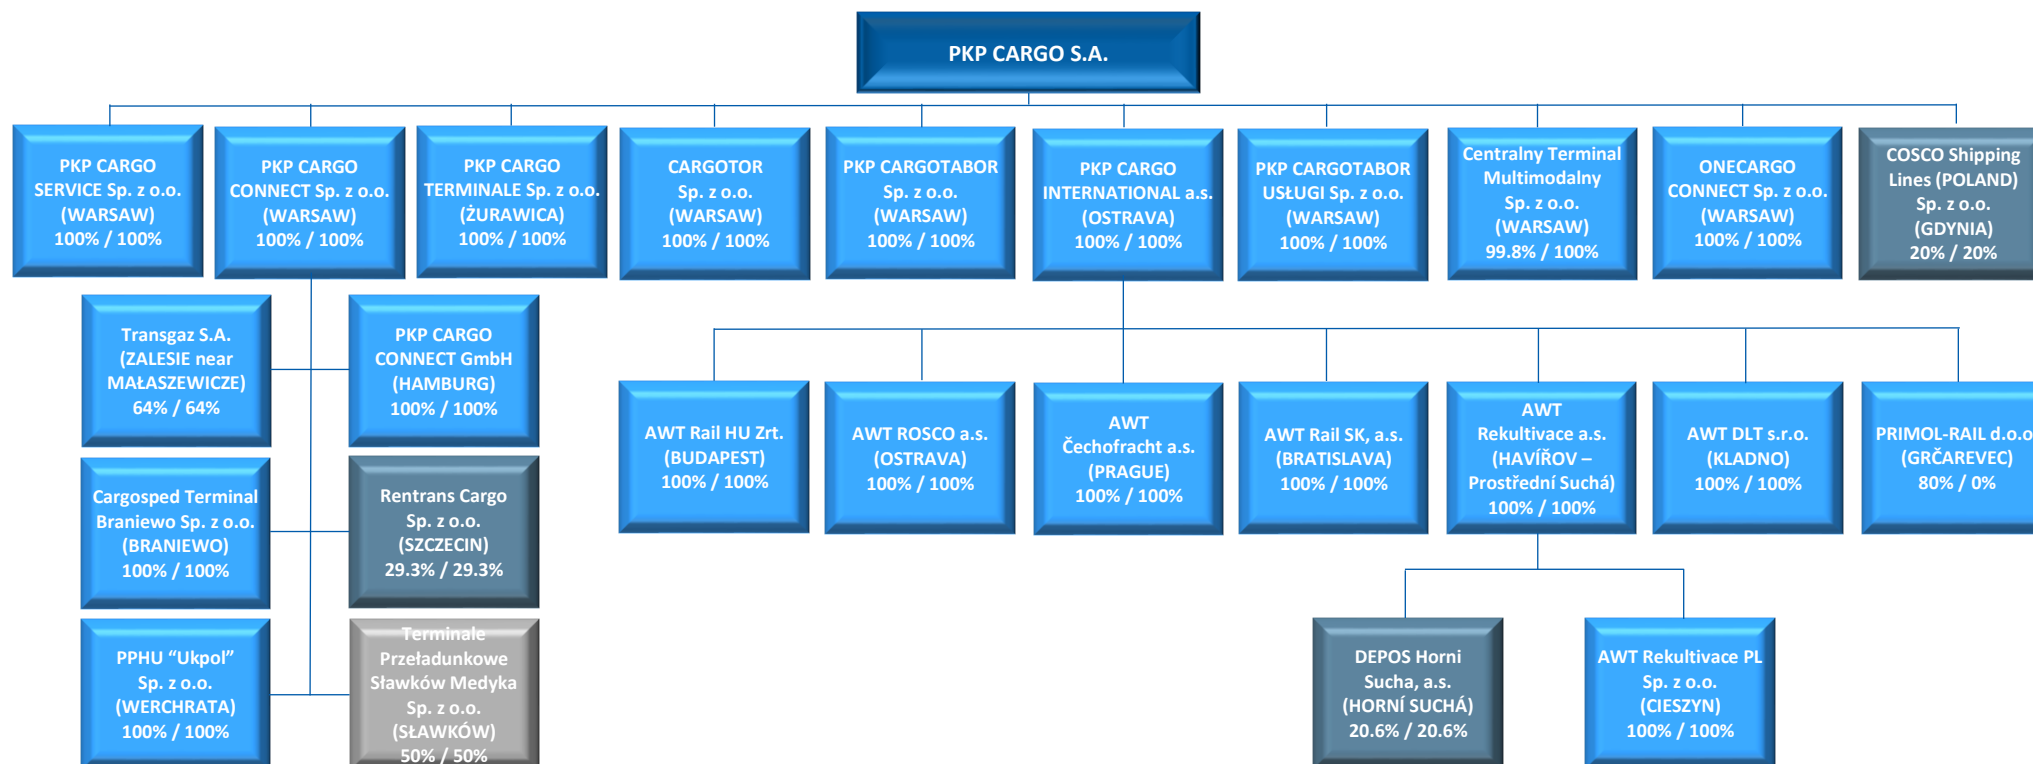 PKP CARGO S.A.
PKP CARGO
SERVICE Sp. z o.o.
(WARSAW)
100% / 100%
PKP CARGO
CONNECT Sp. z o.o.
(WARSAW)
100% / 100%
PKP CARGO
TERMINALE Sp. z o.o.
(ŻURAWICA)
100% / 100%
CARGOTOR
Sp. z o.o.
(WARSAW)
100% / 100%
PKP CARGOTABOR
Sp. z o.o.
(WARSAW)
100% / 100%
PKP CARGO
INTERNATIONAL a.s.
(OSTRAVA)
100% / 100%
PKP CARGOTABOR
USŁUGI Sp. z o.o.
(WARSAW)
100% / 100%
Centralny Terminal
Multimodalny
Sp. z o.o.
(WARSAW)
99.8% / 100%
ONECARGO
CONNECT Sp. z o.o.
(WARSAW)
100% / 100%
COSCO Shipping
Lines (POLAND)
Sp. z o.o.
(GDYNIA)
20% / 20%
Transgaz S.A.
(ZALESIE near
MAŁASZEWICZE)
64% / 64%
PKP CARGO
CONNECT GmbH
(HAMBURG)
100% / 100%
AWT Rail HU Zrt.
(BUDAPEST)
100% / 100%
AWT ROSCO a.s.
(OSTRAVA)
100% / 100%
AWT
Čechofracht a.s.
(PRAGUE)
100% / 100%
AWT Rail SK, a.s.
(BRATISLAVA)
100% / 100%
AWT
Rekultivace a.s.
(HAVÍŘOV –
Prostřední Suchá)
100% / 100%
AWT DLT s.r.o.
(KLADNO)
100% / 100%
PRIMOL-RAIL d.o.o
(GRČAREVEC)
80% / 0%
Cargosped Terminal
Braniewo Sp. z o.o.
(BRANIEWO)
100% / 100%
Rentrans Cargo
Sp. z o.o.
(SZCZECIN)
29.3% / 29.3%
PPHU “Ukpol”
Sp. z o.o.
(WERCHRATA)
100% / 100%
Terminale
Przeładunkowe
Sławków Medyka
Sp. z o.o.
(SŁAWKÓW)
50% / 50%
DEPOS Horni
Sucha, a.s.
(HORNÍ SUCHÁ)
20.6% / 20.6%
AWT Rekultivace PL
Sp. z o.o.
(CIESZYN)
100% / 100%